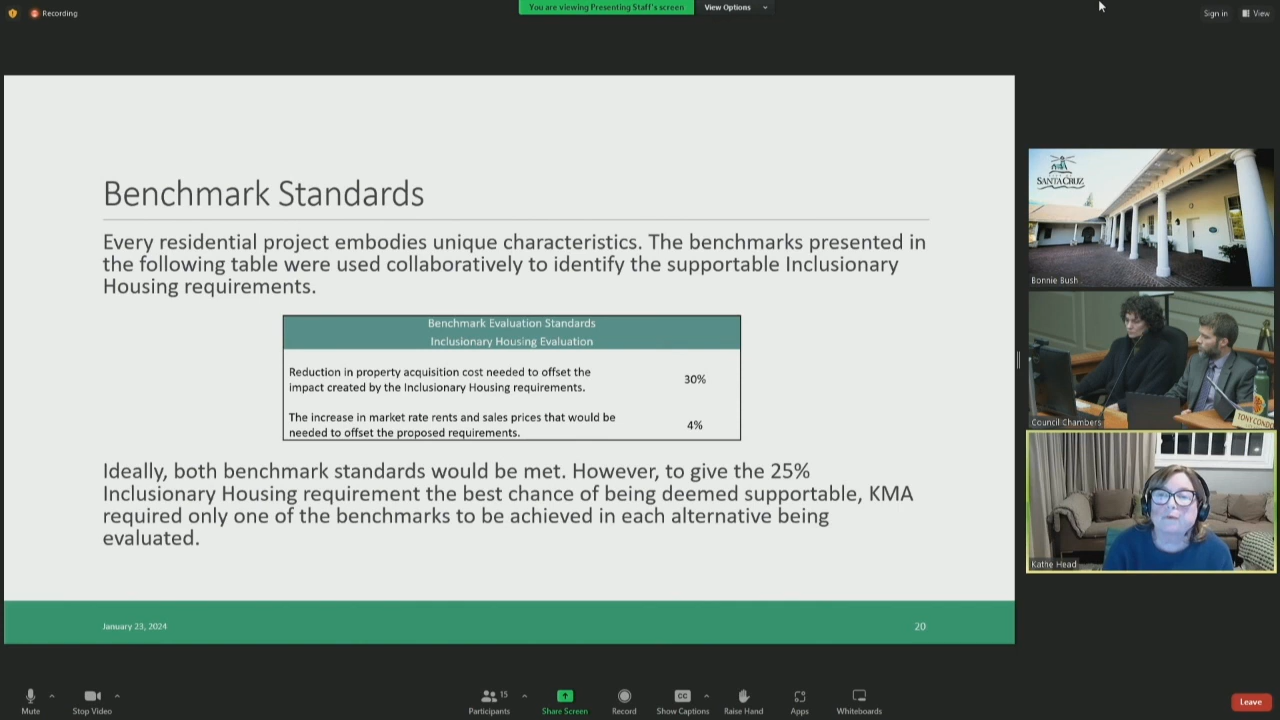 Recording
You are viewing Presenting Staff's screen
View Options
Sign in
View
Benchmark Standards
Every residential project embodies unique characteristics. The benchmarks presented in
the following table were used collaboratively to identify the supportable Inclusionary
Housing requirements.
Benchmark Evaluation Standards
Inclusionary Housing Evaluation
Reduction in property acquisition cost needed to offset the
impact created by the Inclusionary Housing requirements.
30%
The increase in market rate rents and sales prices that would be
needed to offset the proposed requirements.
4%
Ideally, both benchmark standards would be met. However, to give the 25%
Inclusionary Housing requirement the best chance of being deemed supportable, KMA
required only one of the benchmarks to be achieved in each alternative being
evaluated.
January 23, 2024
20
SANTA CRUZ
HALL
Bonnie Bush
Council Chambers
TONY
Kathe Head
Mute
Stop Video
Participants
15
Share Screen
Record
CC
Show Captions
Raise Hand
Apps
Whiteboards
Leave